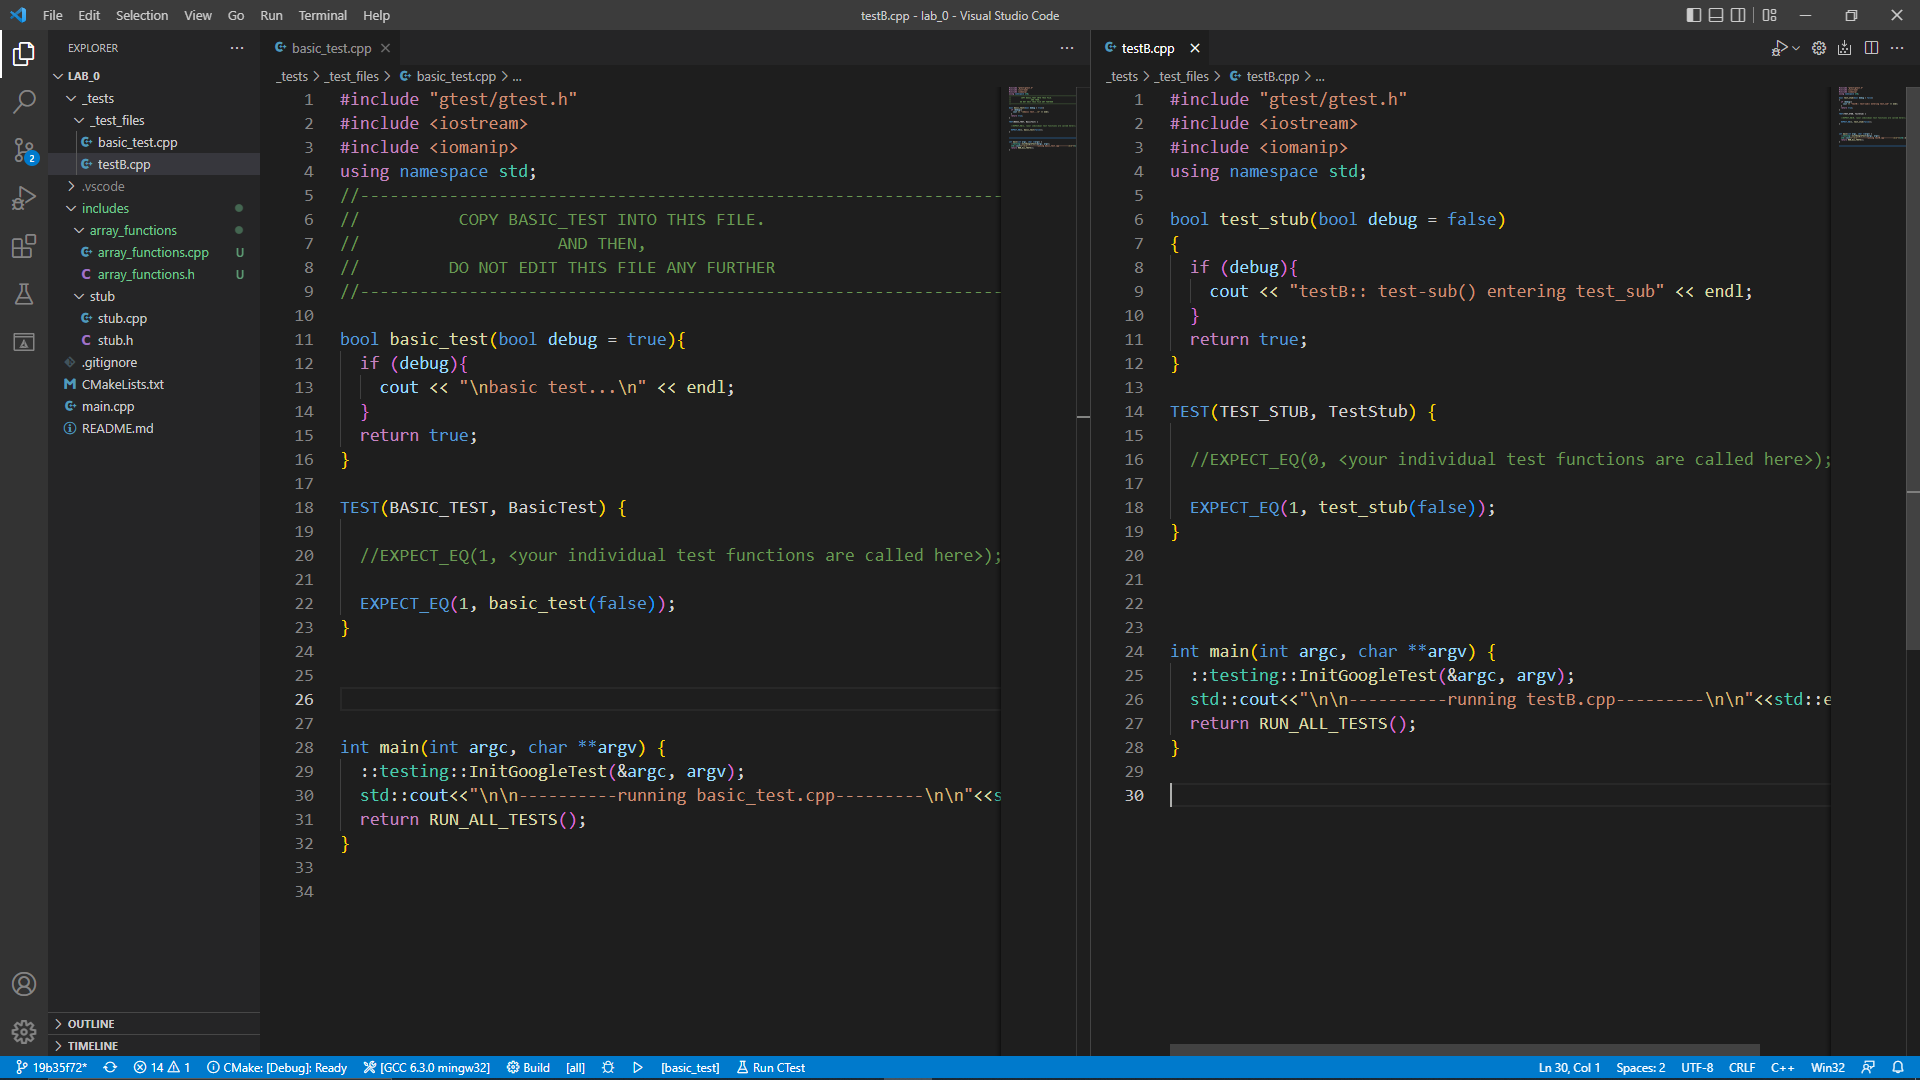 File Edit Selection View Go Run Terminal Help
testB.cpp - lab_0 - Visual Studio Code
EXPLORER
LAB_0
_tests
_test_files
basic_test.cpp
testB.cpp
.vscode
includes
array_functions
array_functions.cpp U
array_functions.h U
stub
stub.cpp
stub.h
.gitignore
CMakeLists.txt
main.cpp
README.md
OUTLINE
TIMELINE
2
basic_test.cpp
_tests > _test_files > basic_test.cpp > ...
1 #include "gtest/gtest.h"
2 #include <iostream>
3 #include <iomanip>
4 using namespace std;
5 //-----------------------------------------------------------------
6 // COPY BASIC_TEST INTO THIS FILE.
7 // AND THEN,
8 // DO NOT EDIT THIS FILE ANY FURTHER
9 //-----------------------------------------------------------------
10
11 bool basic_test(bool debug = true){
12 if (debug){
13 cout << "\nbasic test...\n" << endl;
14 }
15 return true;
16 }
17
18 TEST(BASIC_TEST, BasicTest) {
19
20 //EXPECT_EQ(1, <your individual test functions are called here>);
21
22 EXPECT_EQ(1, basic_test(false));
23 }
24
25
26
27
28 int main(int argc, char **argv) {
29 ::testing::InitGoogleTest(&argc, argv);
30 std::cout<<"\n\n----------running basic_test.cpp---------\n\n"<<s
31 return RUN_ALL_TESTS();
32 }
33
34
testB.cpp
_tests > _test_files > testB.cpp > ...
1 #include "gtest/gtest.h"
2 #include <iostream>
3 #include <iomanip>
4 using namespace std;
5
6 bool test_stub(bool debug = false)
7 {
8 if (debug){
9 cout << "testB:: test-sub() entering test_sub" << endl;
10 }
11 return true;
12 }
13
14 TEST(TEST_STUB, TestStub) {
15
16 //EXPECT_EQ(0, <your individual test functions are called here>);
17
18 EXPECT_EQ(1, test_stub(false));
19 }
20
21
22
23
24 int main(int argc, char **argv) {
25 ::testing::InitGoogleTest(&argc, argv);
26 std::cout<<"\n\n----------running testB.cpp---------\n\n"<<std::e
27 return RUN_ALL_TESTS();
28 }
29
30
19b35f72* 14 1 CMake: [Debug]: Ready [GCC 6.3.0 mingw32] Build [all] [basic_test] Run CTest Ln 30, Col 1 Spaces: 2 UTF-8 CRLF C++ Win32